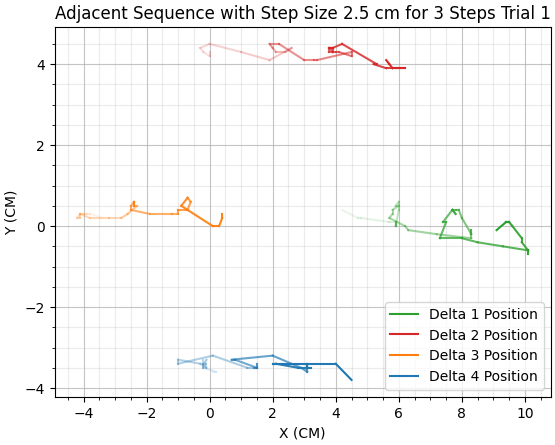 Adjacent Sequence with Step Size 2.5 cm for 3 Steps Trial 1
Y (CM)
4
2
0
−2
−4
−4
−2
0
2
4
6
8
10
X (CM)
Delta 1 Position
Delta 2 Position
Delta 3 Position
Delta 4 Position